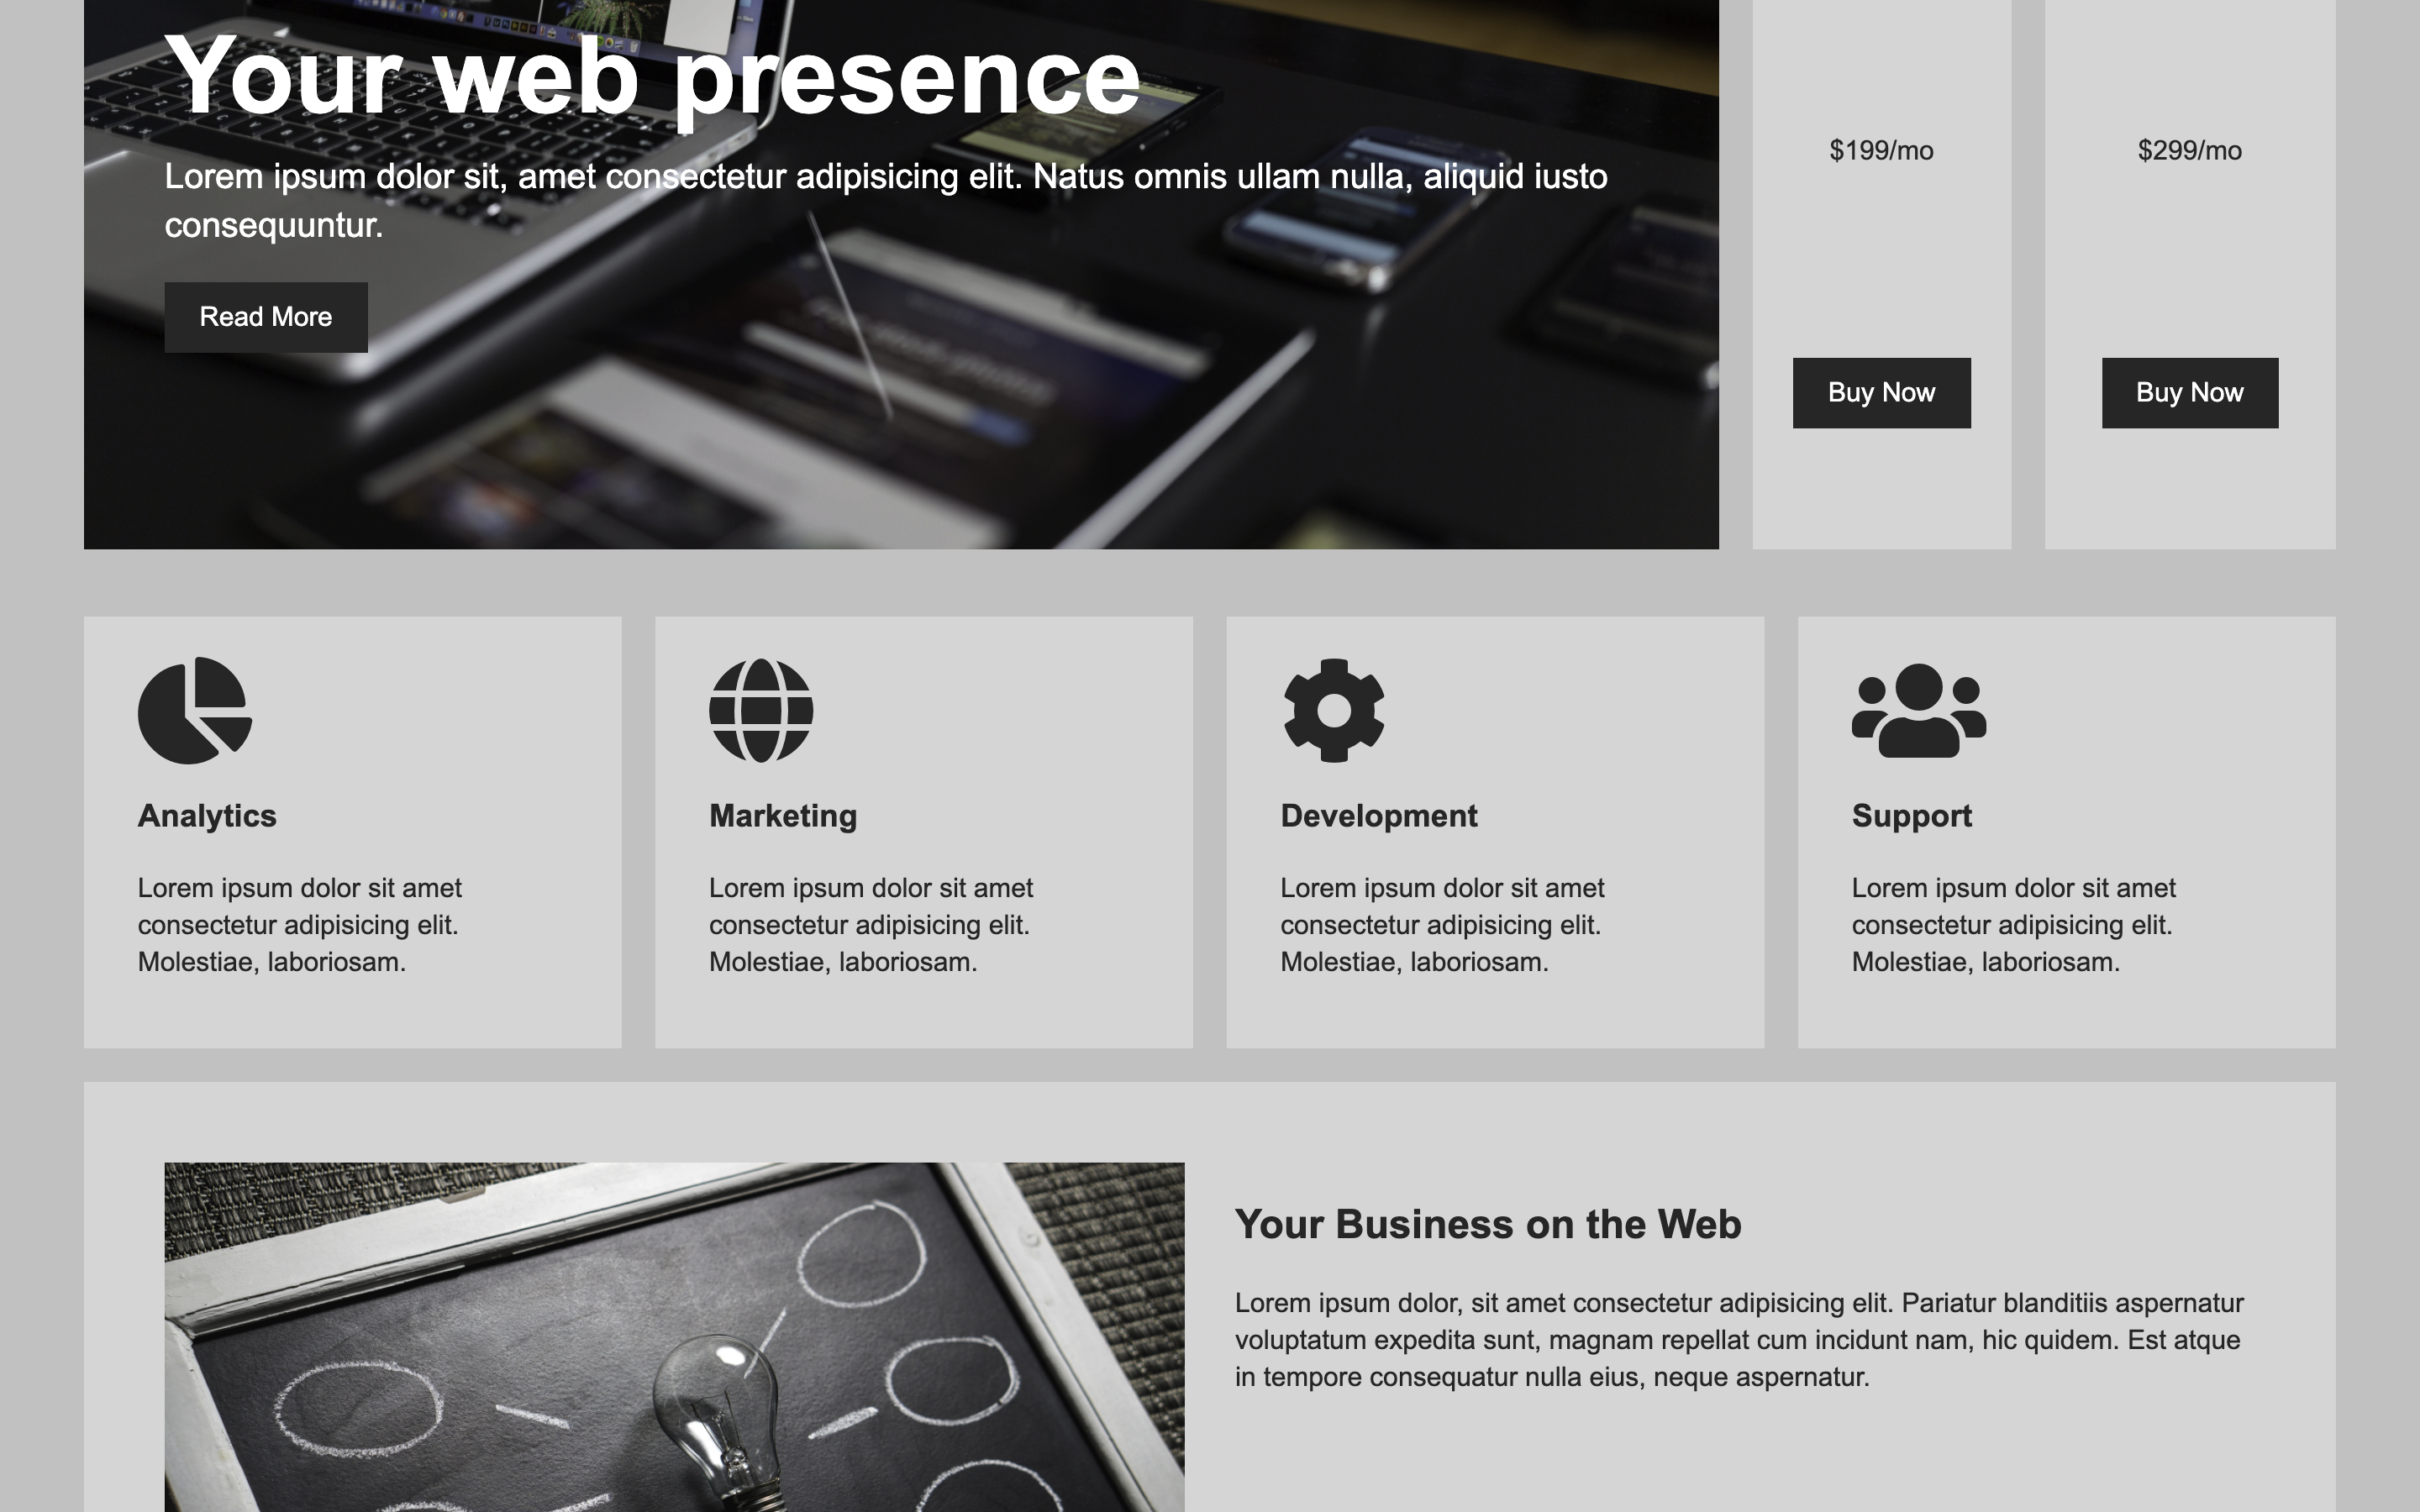 Your web presence
Lorem ipsum dolor sit, amet consectetur adipisicing elit. Natus omnis ullam nulla, aliquid iusto
consequuntur.
Read More
$199/mo
Buy Now
$299/mo
Buy Now
Analytics
Lorem ipsum dolor sit amet
consectetur adipisicing elit.
Molestiae, laboriosam.
Marketing
Lorem ipsum dolor sit amet
consectetur adipisicing elit.
Molestiae, laboriosam.
Development
Lorem ipsum dolor sit amet
consectetur adipisicing elit.
Molestiae, laboriosam.
Support
Lorem ipsum dolor sit amet
consectetur adipisicing elit.
Molestiae, laboriosam.
Your Business on the Web
Lorem ipsum dolor, sit amet consectetur adipisicing elit. Pariatur blanditiis aspernatur
voluptatum expedita sunt, magnam repellat cum incidunt nam, hic quidem. Est atque
in tempore consequatur nulla eius, neque aspernatur.